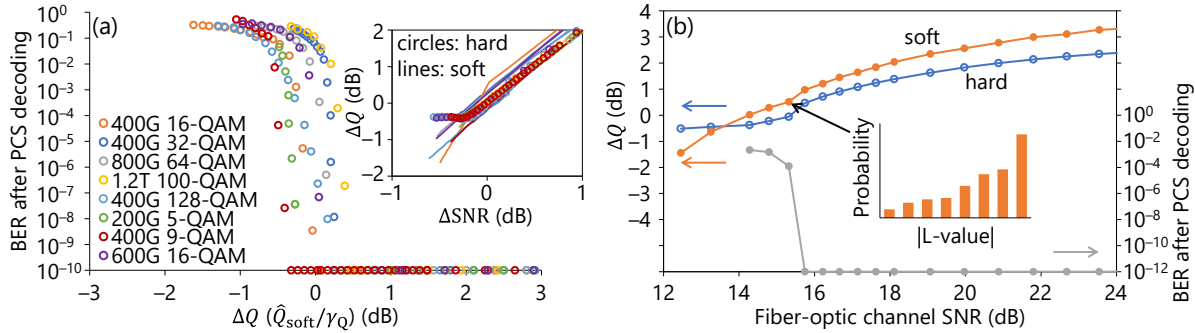 (a)
10⁰
10⁻¹
10⁻²
10⁻³
10⁻⁴
10⁻⁵
10⁻⁶
10⁻⁷
10⁻⁸
10⁻⁹
10⁻¹⁰
BER after PCS decoding
400G 16-QAM
400G 32-QAM
800G 64-QAM
1.2T 100-QAM
400G 128-QAM
200G 5-QAM
400G 9-QAM
600G 16-QAM
−3 −2 −1 0 1 2 3
ΔQ (Q̂soft/γQ) (dB)
circles: hard
lines: soft
2
1
0
−1
−2
ΔQ (dB)
−1 0 1
ΔSNR (dB)
(b)
4
3
2
1
0
−1
−2
−3
−4
ΔQ (dB)
soft
hard
Probability
|L-value|
10⁰
10⁻²
10⁻⁴
10⁻⁶
10⁻⁸
10⁻¹⁰
10⁻¹²
BER after PCS decoding
12 14 16 18 20 22 24
Fiber-optic channel SNR (dB)